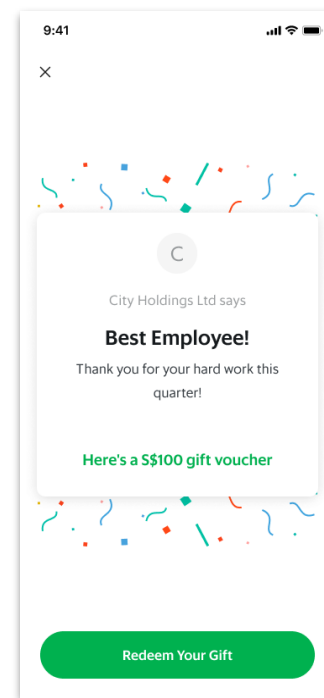 9:41
C
City Holdings Ltd says
Best Employee!
Thank you for your hard work this
quarter!
Here's a S$100 gift voucher
Redeem Your Gift